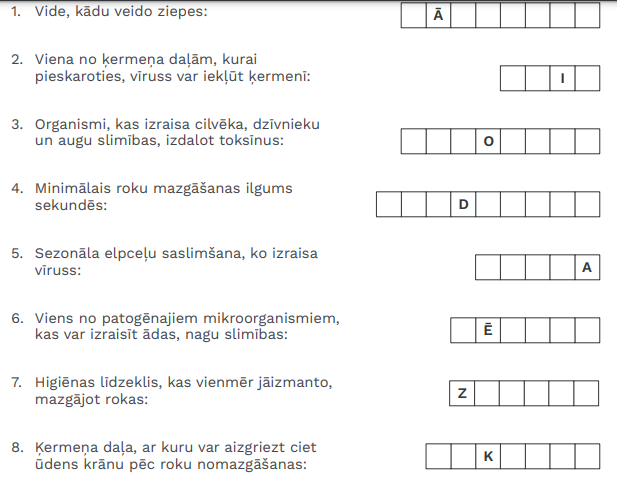 1. Vide, kādu veido ziepes:
Ā
2. Viena no ķermeņa daļām, kurai
pieskaroties, vīruss var iekļūt ķermenī:
I
3. Organismi, kas izraisa cilvēka, dzīvnieku
un augu slimības, izdalot toksīnus:
O
4. Minimālais roku mazgāšanas ilgums
sekundēs:
D
5. Sezonāla elpceļu saslimšana, ko izraisa
vīruss:
A
6. Viens no patogēnajiem mikroorganismiem,
kas var izraisīt ādas, nagu slimības:
Ē
7. Higiēnas līdzeklis, kas vienmēr jāizmanto,
mazgājot rokas:
Z
8. Ķermeņa daļa, ar kuru var aizgriezt ciet
ūdens krānu pēc roku nomazgāšanas:
K